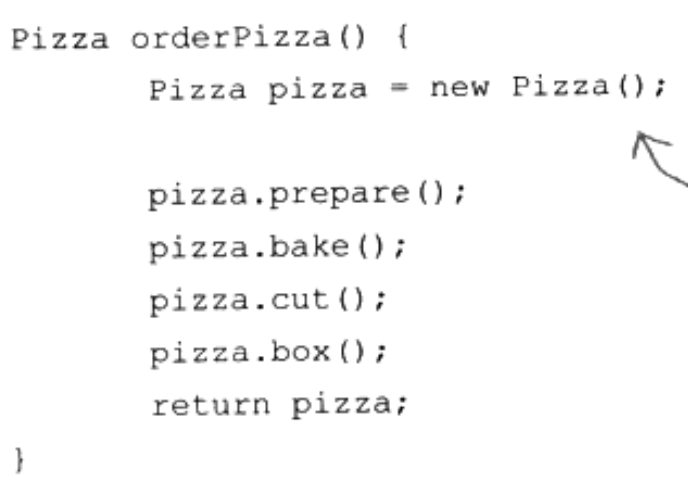 Pizza orderPizza() {
Pizza pizza = new Pizza();
pizza.prepare();
pizza.bake();
pizza.cut();
pizza.box();
return pizza;
}